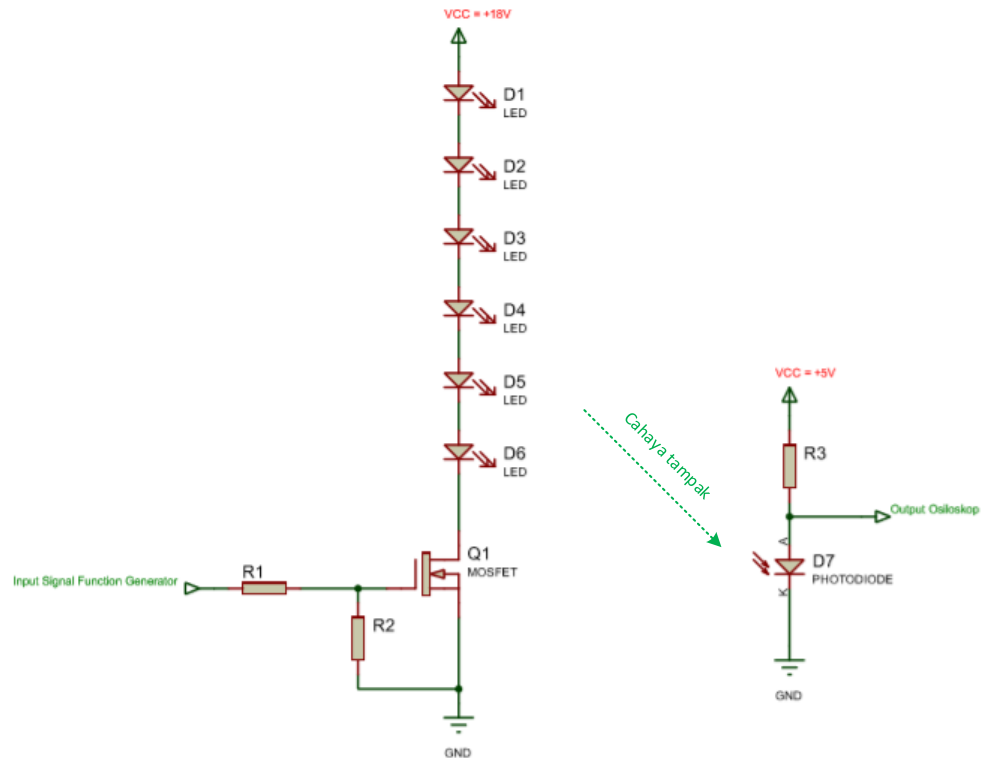 VCC = +18V
D1
LED
D2
LED
D3
LED
D4
LED
D5
LED
D6
LED
Q1
MOSFET
Input Signal Function Generator
R1
R2
GND
Cahaya tampak
VCC = +5V
R3
Output Osiloskop
A
D7
PHOTODIODE
K
GND